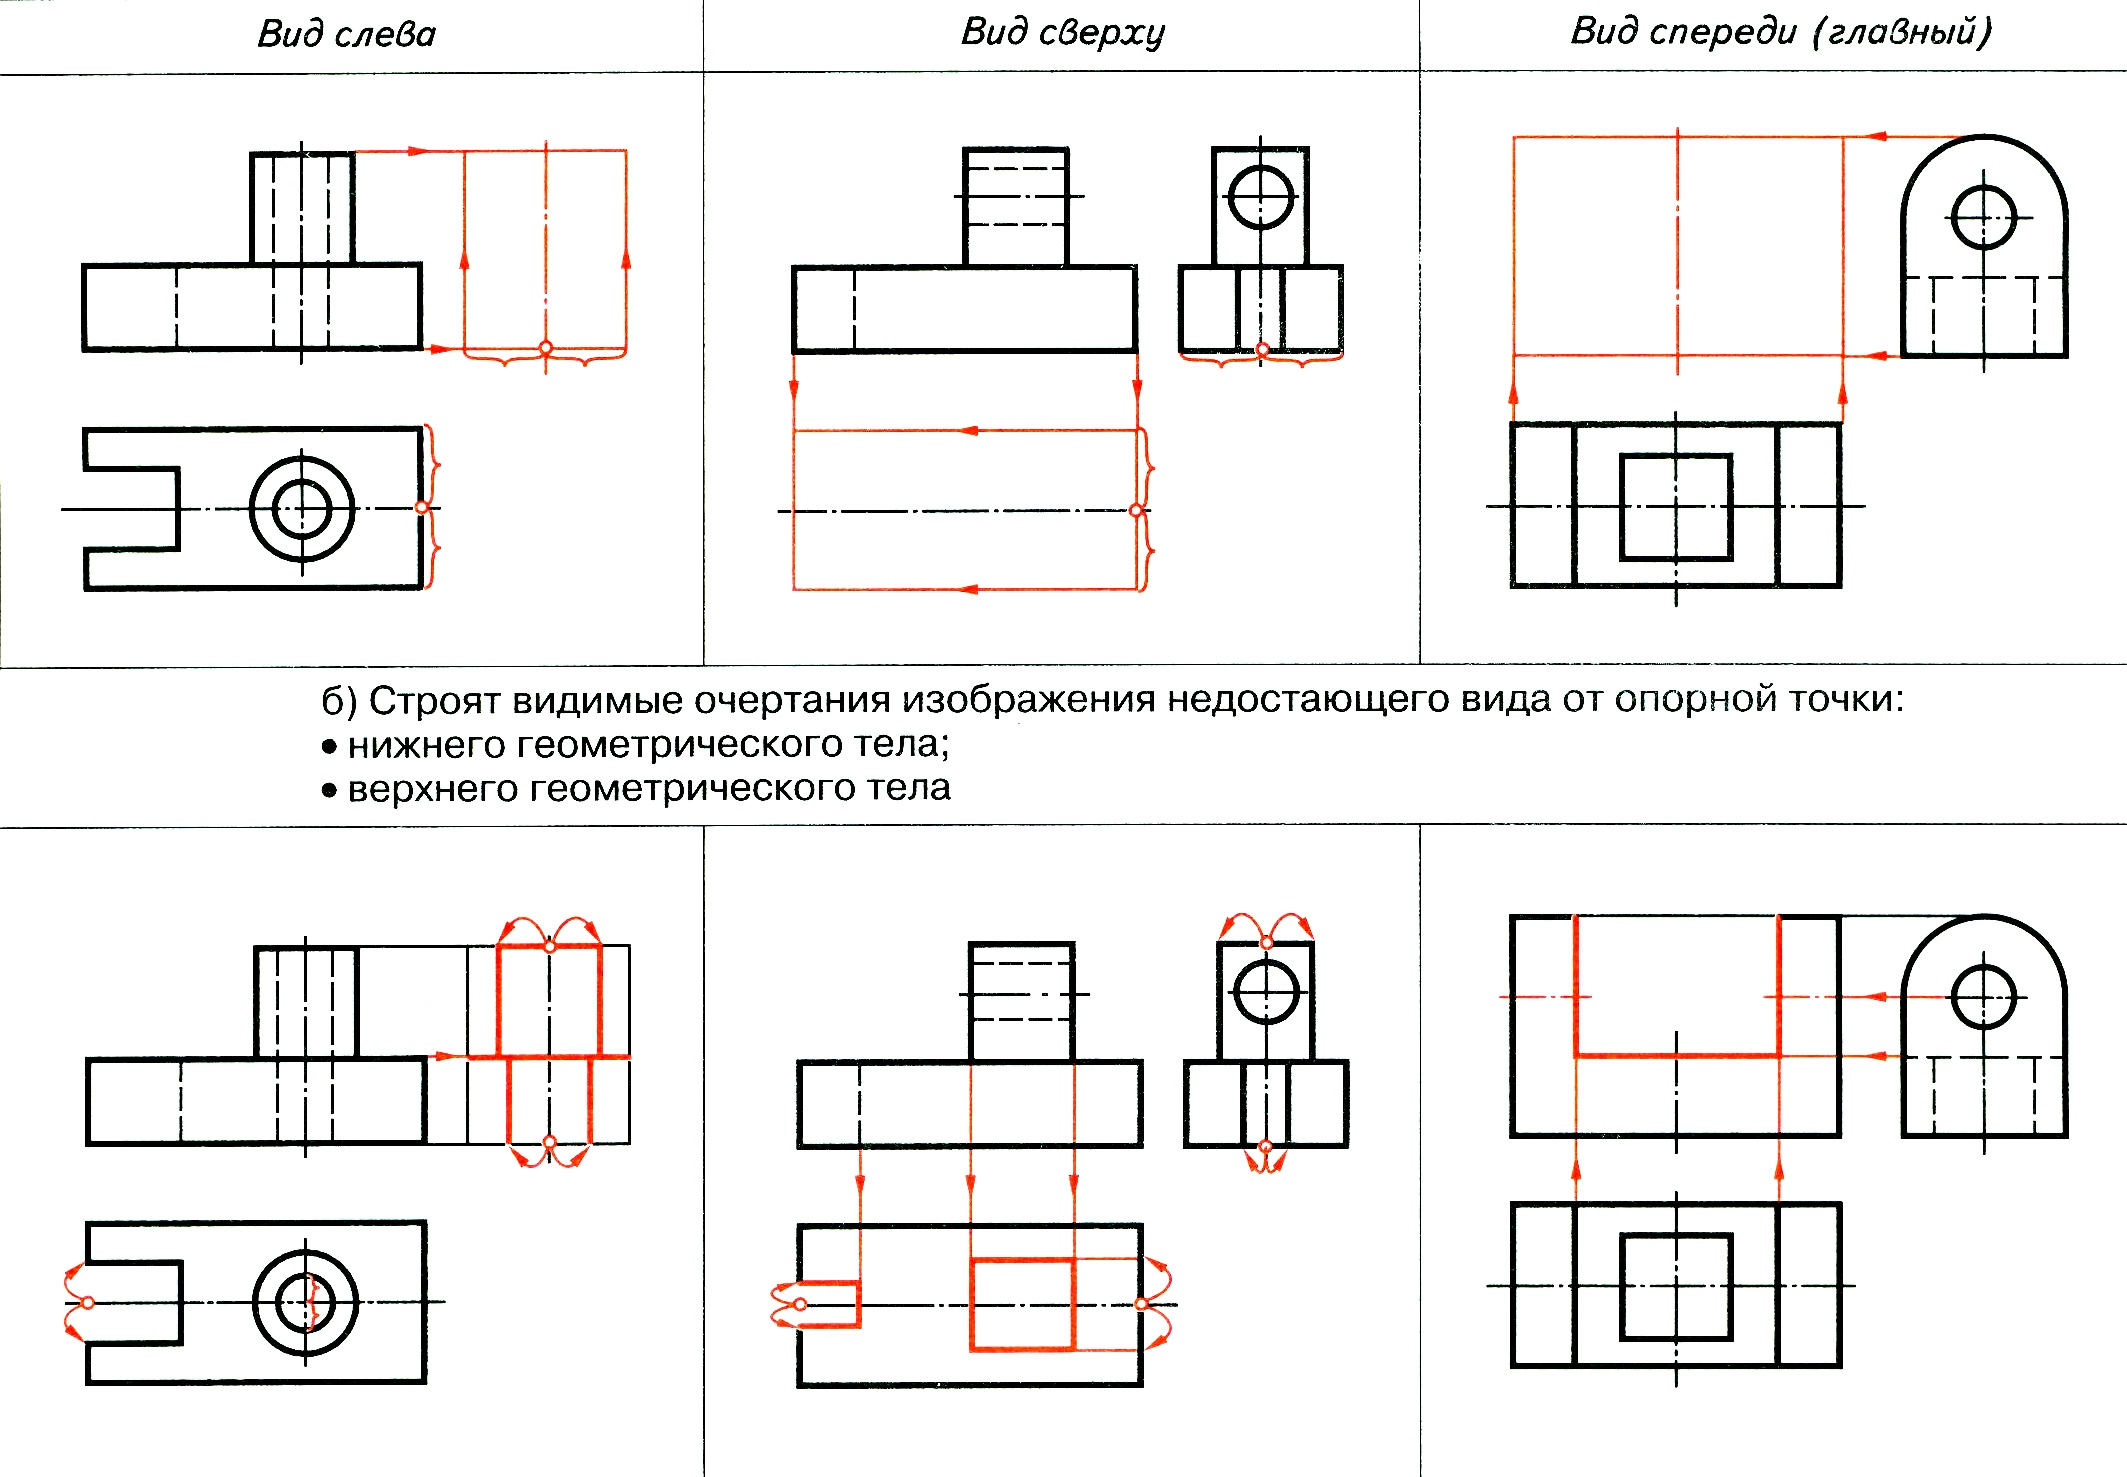 Вид слева
Вид сверху
Вид спереди (главный)
б) Строят видимые очертания изображения недостающего вида от опорной точки:
• нижнего геометрического тела;
• верхнего геометрического тела